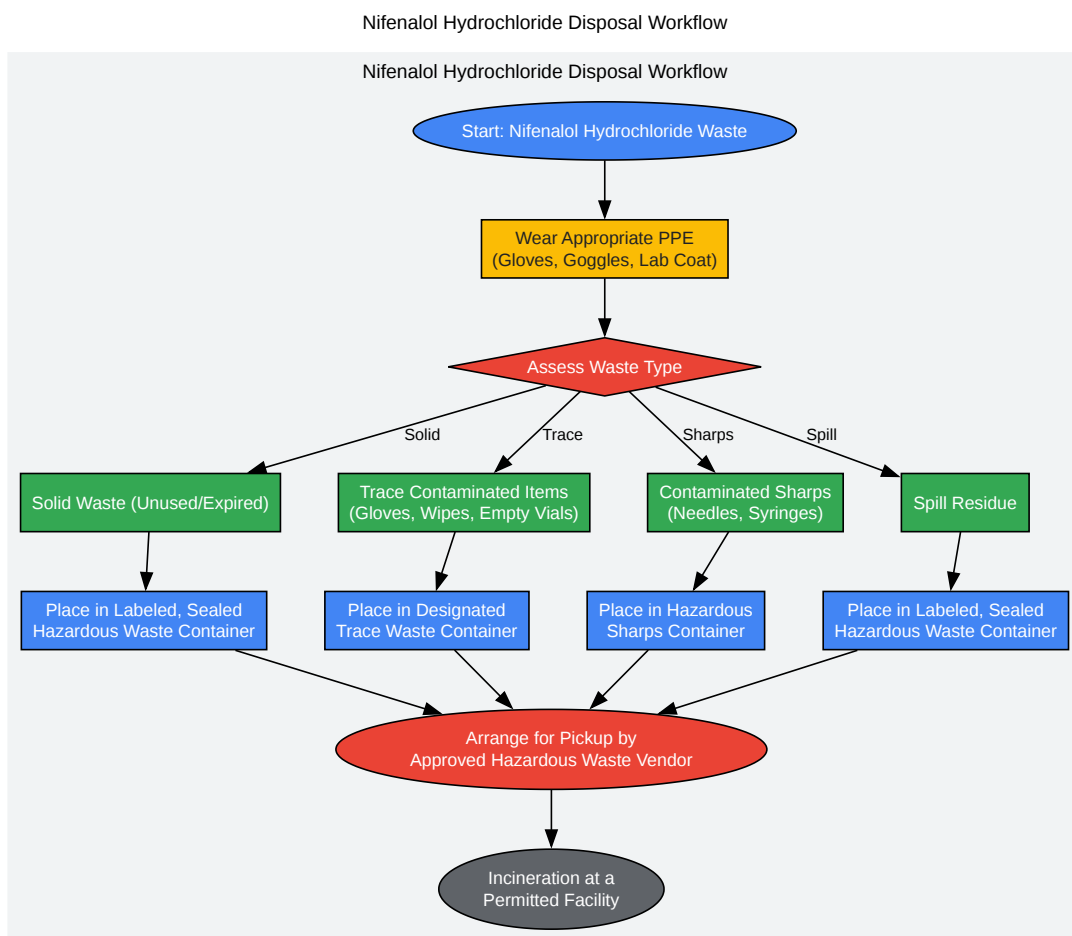 Nifenalol Hydrochloride Disposal Workflow
Nifenalol Hydrochloride Disposal Workflow
Start: Nifenalol Hydrochloride Waste
Wear Appropriate PPE
(Gloves, Goggles, Lab Coat)
Assess Waste Type
Solid
Trace
Sharps
Spill
Solid Waste (Unused/Expired)
Trace Contaminated Items
(Gloves, Wipes, Empty Vials)
Contaminated Sharps
(Needles, Syringes)
Spill Residue
Place in Labeled, Sealed
Hazardous Waste Container
Place in Designated
Trace Waste Container
Place in Hazardous
Sharps Container
Place in Labeled, Sealed
Hazardous Waste Container
Arrange for Pickup by
Approved Hazardous Waste Vendor
Incineration at a
Permitted Facility